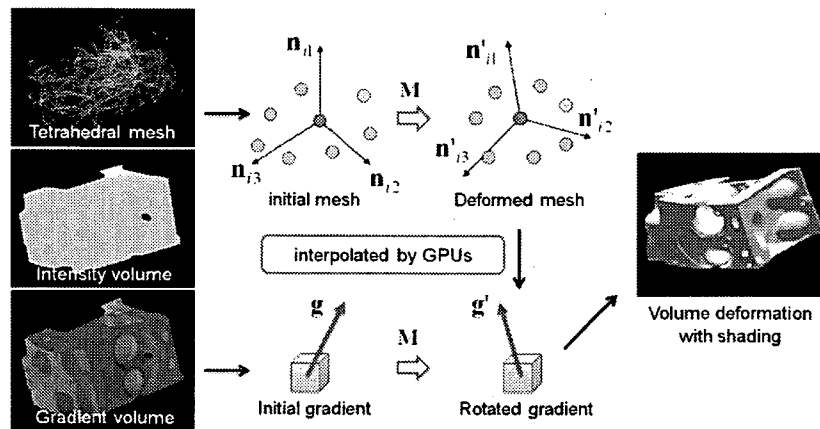 Tetrahedral mesh
Intensity volume
Gradient volume
n_i1
n_i3
n_i2
initial mesh
M
n'_i1
n'_i2
n'_i3
Deformed mesh
interpolated by GPUs
g
Initial gradient
M
g'
Rotated gradient
Volume deformation
with shading